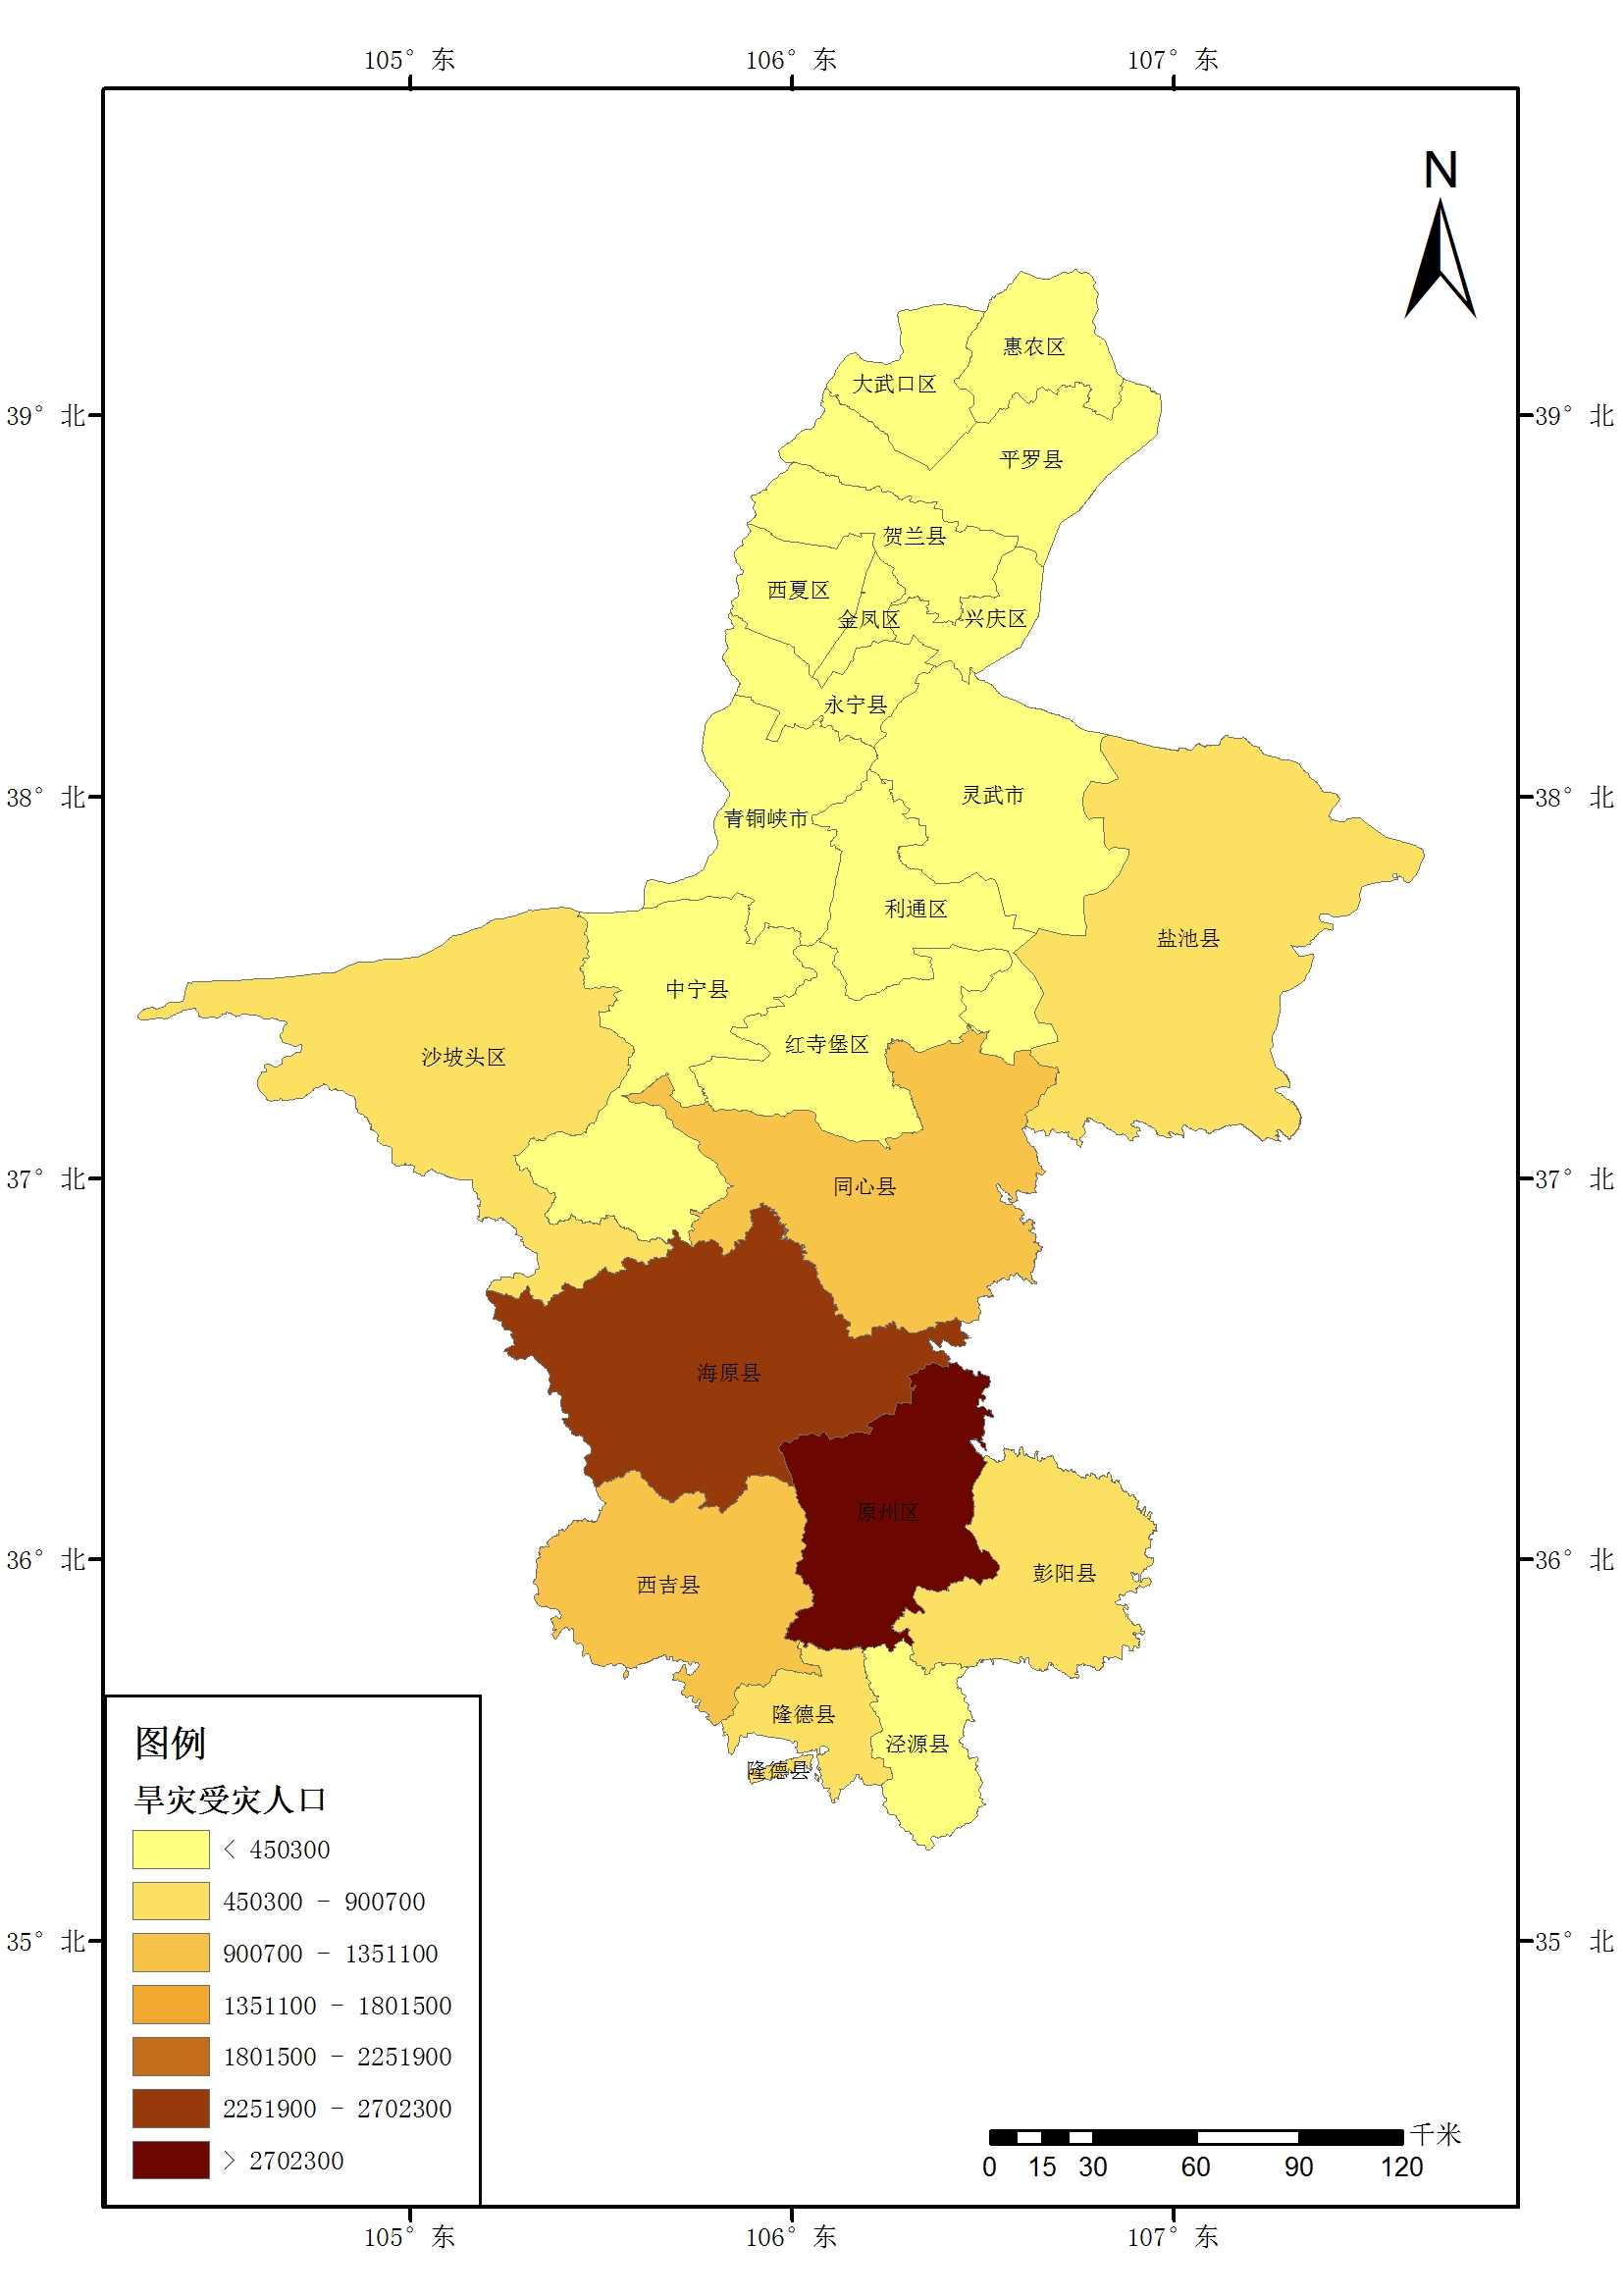 105° 东
106° 东
107° 东
N
39° 北
39° 北
38° 北
38° 北
37° 北
37° 北
36° 北
36° 北
35° 北
35° 北
惠农区
大武口区
平罗县
贺兰县
西夏区
金凤区
兴庆区
永宁县
灵武市
青铜峡市
利通区
盐池县
中宁县
红寺堡区
沙坡头区
同心县
海原县
原州区
彭阳县
西吉县
隆德县
泾源县
隆德县
图例
旱灾受灾人口
< 450300
450300 - 900700
900700 - 1351100
1351100 - 1801500
1801500 - 2251900
2251900 - 2702300
> 2702300
千米
0 15 30 60 90 120
105° 东
106° 东
107° 东